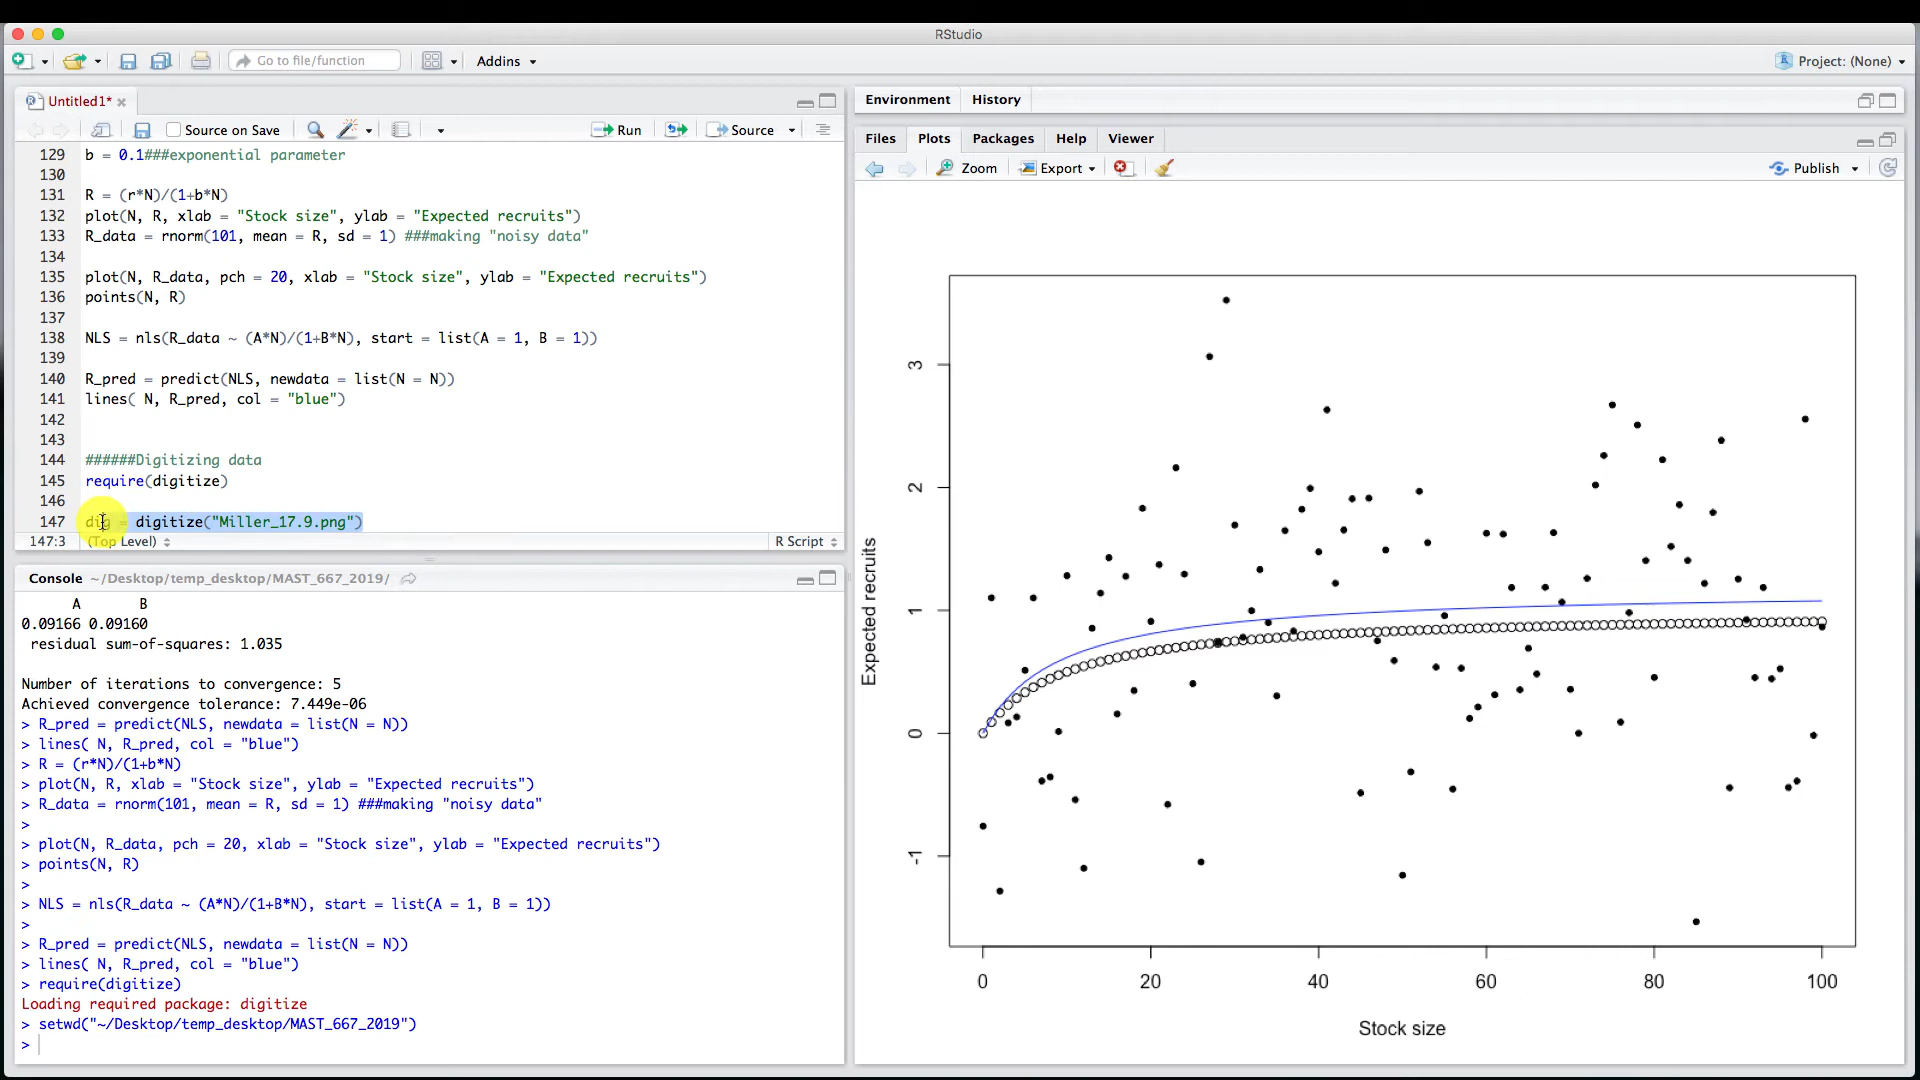 RStudio
Go to file/function
Addins
Project: (None)
Untitled1*
Source on Save
Run
Source
129 b = 0.1###exponential parameter
130
131 R = (r*N)/(1+b*N)
132 plot(N, R, xlab = "Stock size", ylab = "Expected recruits")
133 R_data = rnorm(101, mean = R, sd = 1) ###making "noisy data"
134
135 plot(N, R_data, pch = 20, xlab = "Stock size", ylab = "Expected recruits")
136 points(N, R)
137
138 NLS = nls(R_data ~ (A*N)/(1+B*N), start = list(A = 1, B = 1))
139
140 R_pred = predict(NLS, newdata = list(N = N))
141 lines( N, R_pred, col = "blue")
142
143
144 ######Digitizing data
145 require(digitize)
146
147 dig = digitize("Miller_17.9.png")
147:3 (Top Level) R Script
Console ~/Desktop/temp_desktop/MAST_667_2019/
A B
0.09166 0.09160
residual sum-of-squares: 1.035
Number of iterations to convergence: 5
Achieved convergence tolerance: 7.449e-06
> R_pred = predict(NLS, newdata = list(N = N))
> lines( N, R_pred, col = "blue")
> R = (r*N)/(1+b*N)
> plot(N, R, xlab = "Stock size", ylab = "Expected recruits")
> R_data = rnorm(101, mean = R, sd = 1) ###making "noisy data"
>
> plot(N, R_data, pch = 20, xlab = "Stock size", ylab = "Expected recruits")
> points(N, R)
>
> NLS = nls(R_data ~ (A*N)/(1+B*N), start = list(A = 1, B = 1))
>
> R_pred = predict(NLS, newdata = list(N = N))
> lines( N, R_pred, col = "blue")
> require(digitize)
Loading required package: digitize
> setwd("~/Desktop/temp_desktop/MAST_667_2019")
>
Environment History
Files Plots Packages Help Viewer
Zoom Export Publish
3
2
1
0
-1
Expected recruits
0 20 40 60 80 100
Stock size